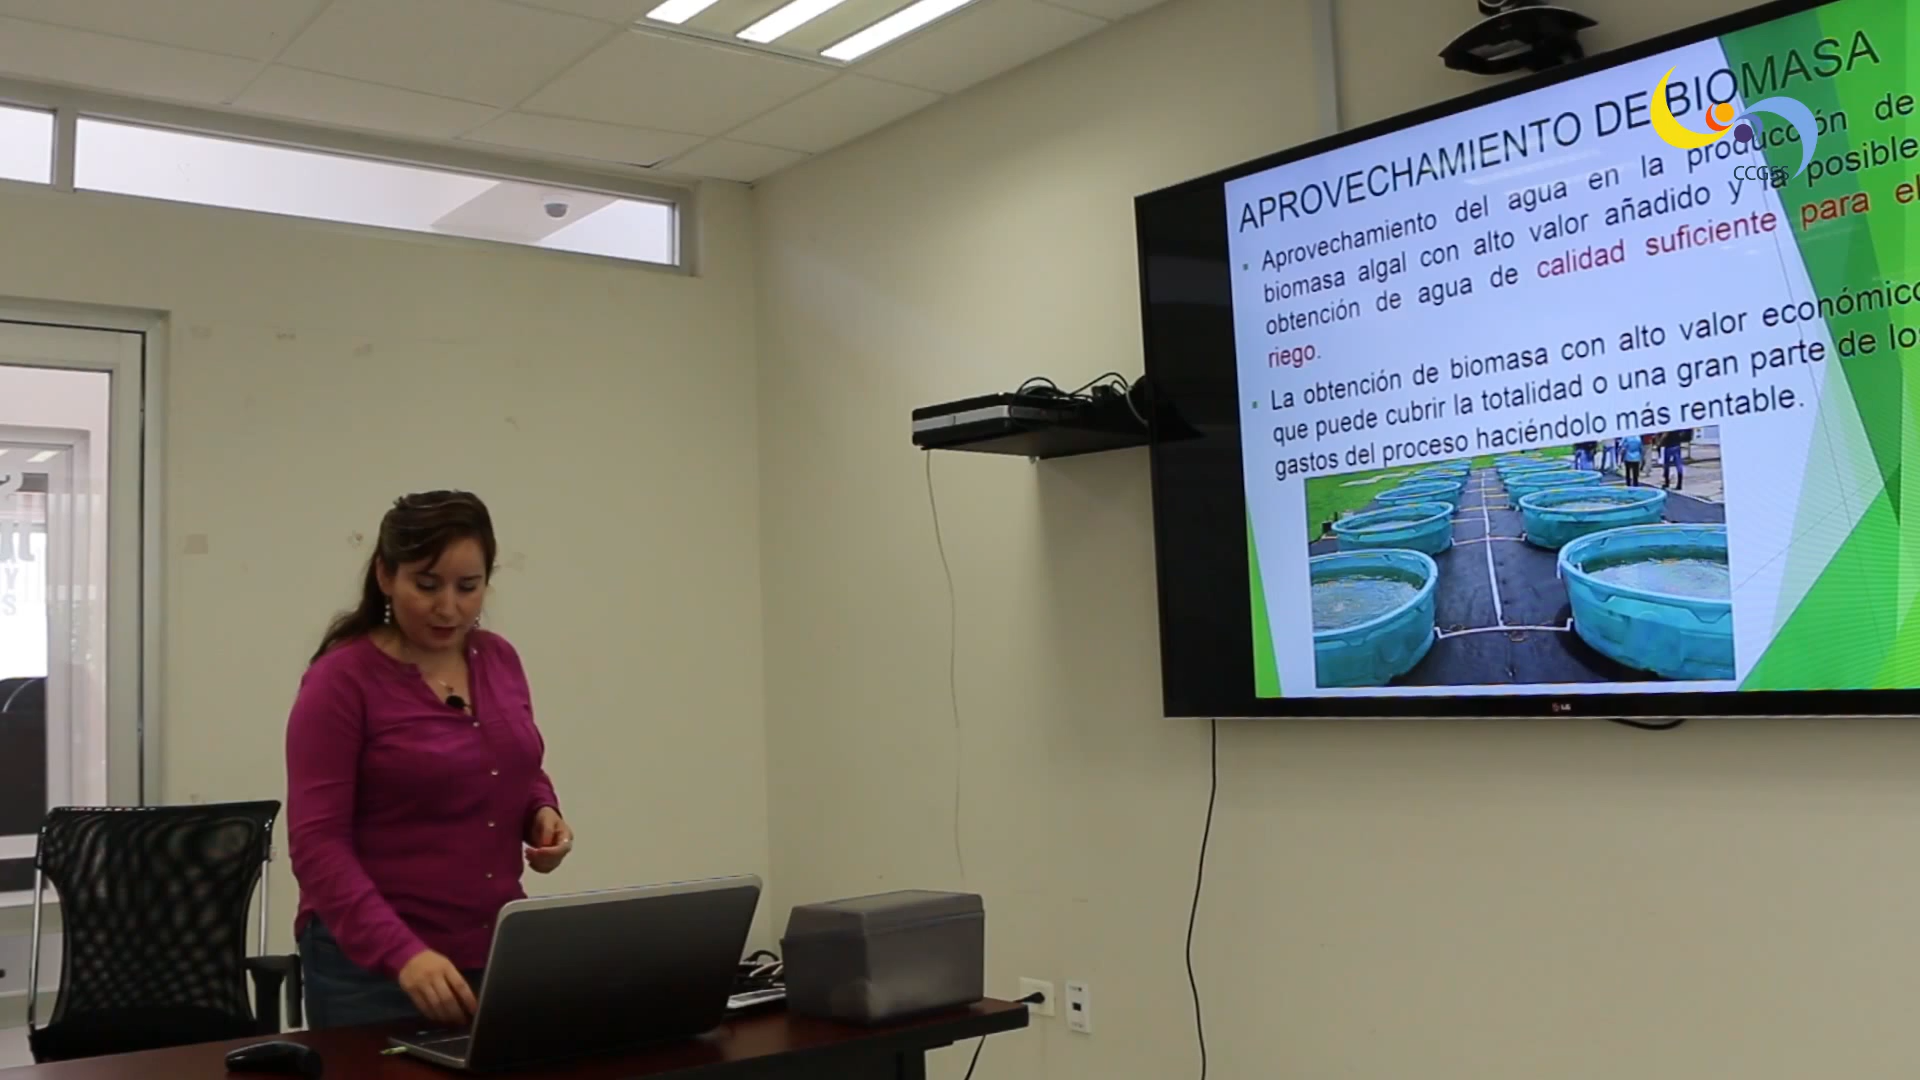 APROVECHAMIENTO DE BIOMASA
Aprovechamiento del agua en la producción de
biomasa algal con alto valor añadido y la posible
obtención de agua de calidad suficiente para el
riego.
La obtención de biomasa con alto valor económico
que puede cubrir la totalidad o una gran parte de los
gastos del proceso haciéndolo más rentable.
CCGSS
LG